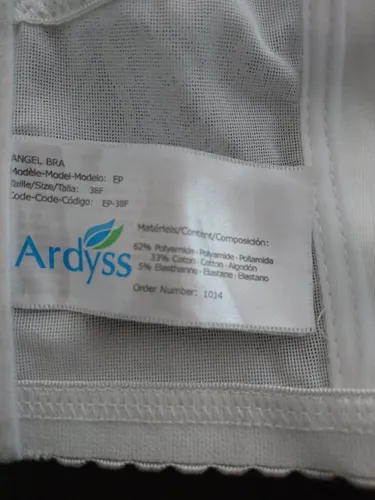 ANGEL BRA
Modèle-Model-Modelo: EP
Taille/Size/Talla: 38F
Code-Code-Código: EP-38F
Ardyss
Matériels/Content/Composición:
62% Polyamide-Polyamide-Poliamida
33% Coton-Cotton-Algodón
5% Elasthanne-Elastane-Elastano
Order Number: 1014